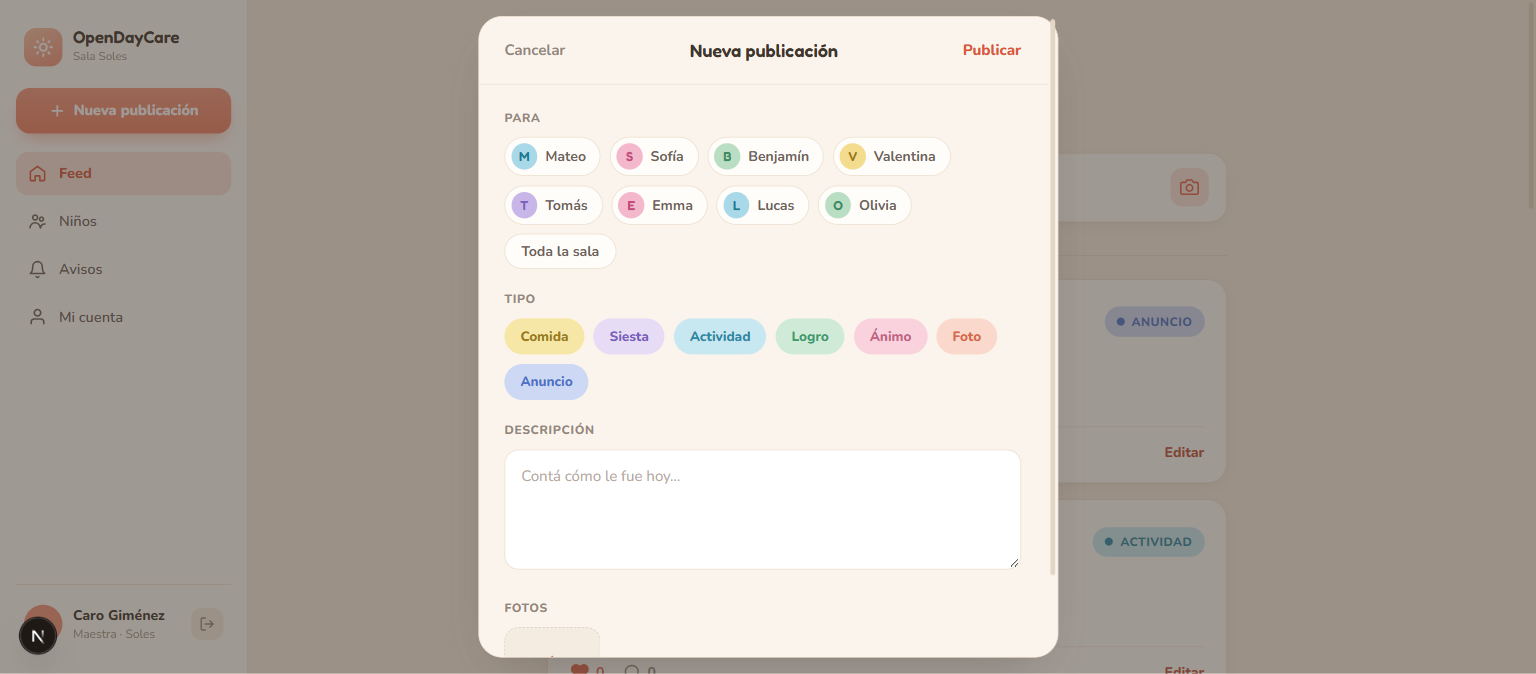 OpenDayCare
Sala Soles
Nueva publicación
Feed
Niños
Avisos
Mi cuenta
Caro Giménez
Maestra · Soles
N
Cancelar
Nueva publicación
Publicar
PARA
M Mateo
S Sofía
B Benjamín
V Valentina
T Tomás
E Emma
L Lucas
O Olivia
Toda la sala
TIPO
Comida
Siesta
Actividad
Logro
Ánimo
Foto
Anuncio
DESCRIPCIÓN
Contá cómo le fue hoy...
FOTOS
ANUNCIO
Editar
ACTIVIDAD
0
0
Editar